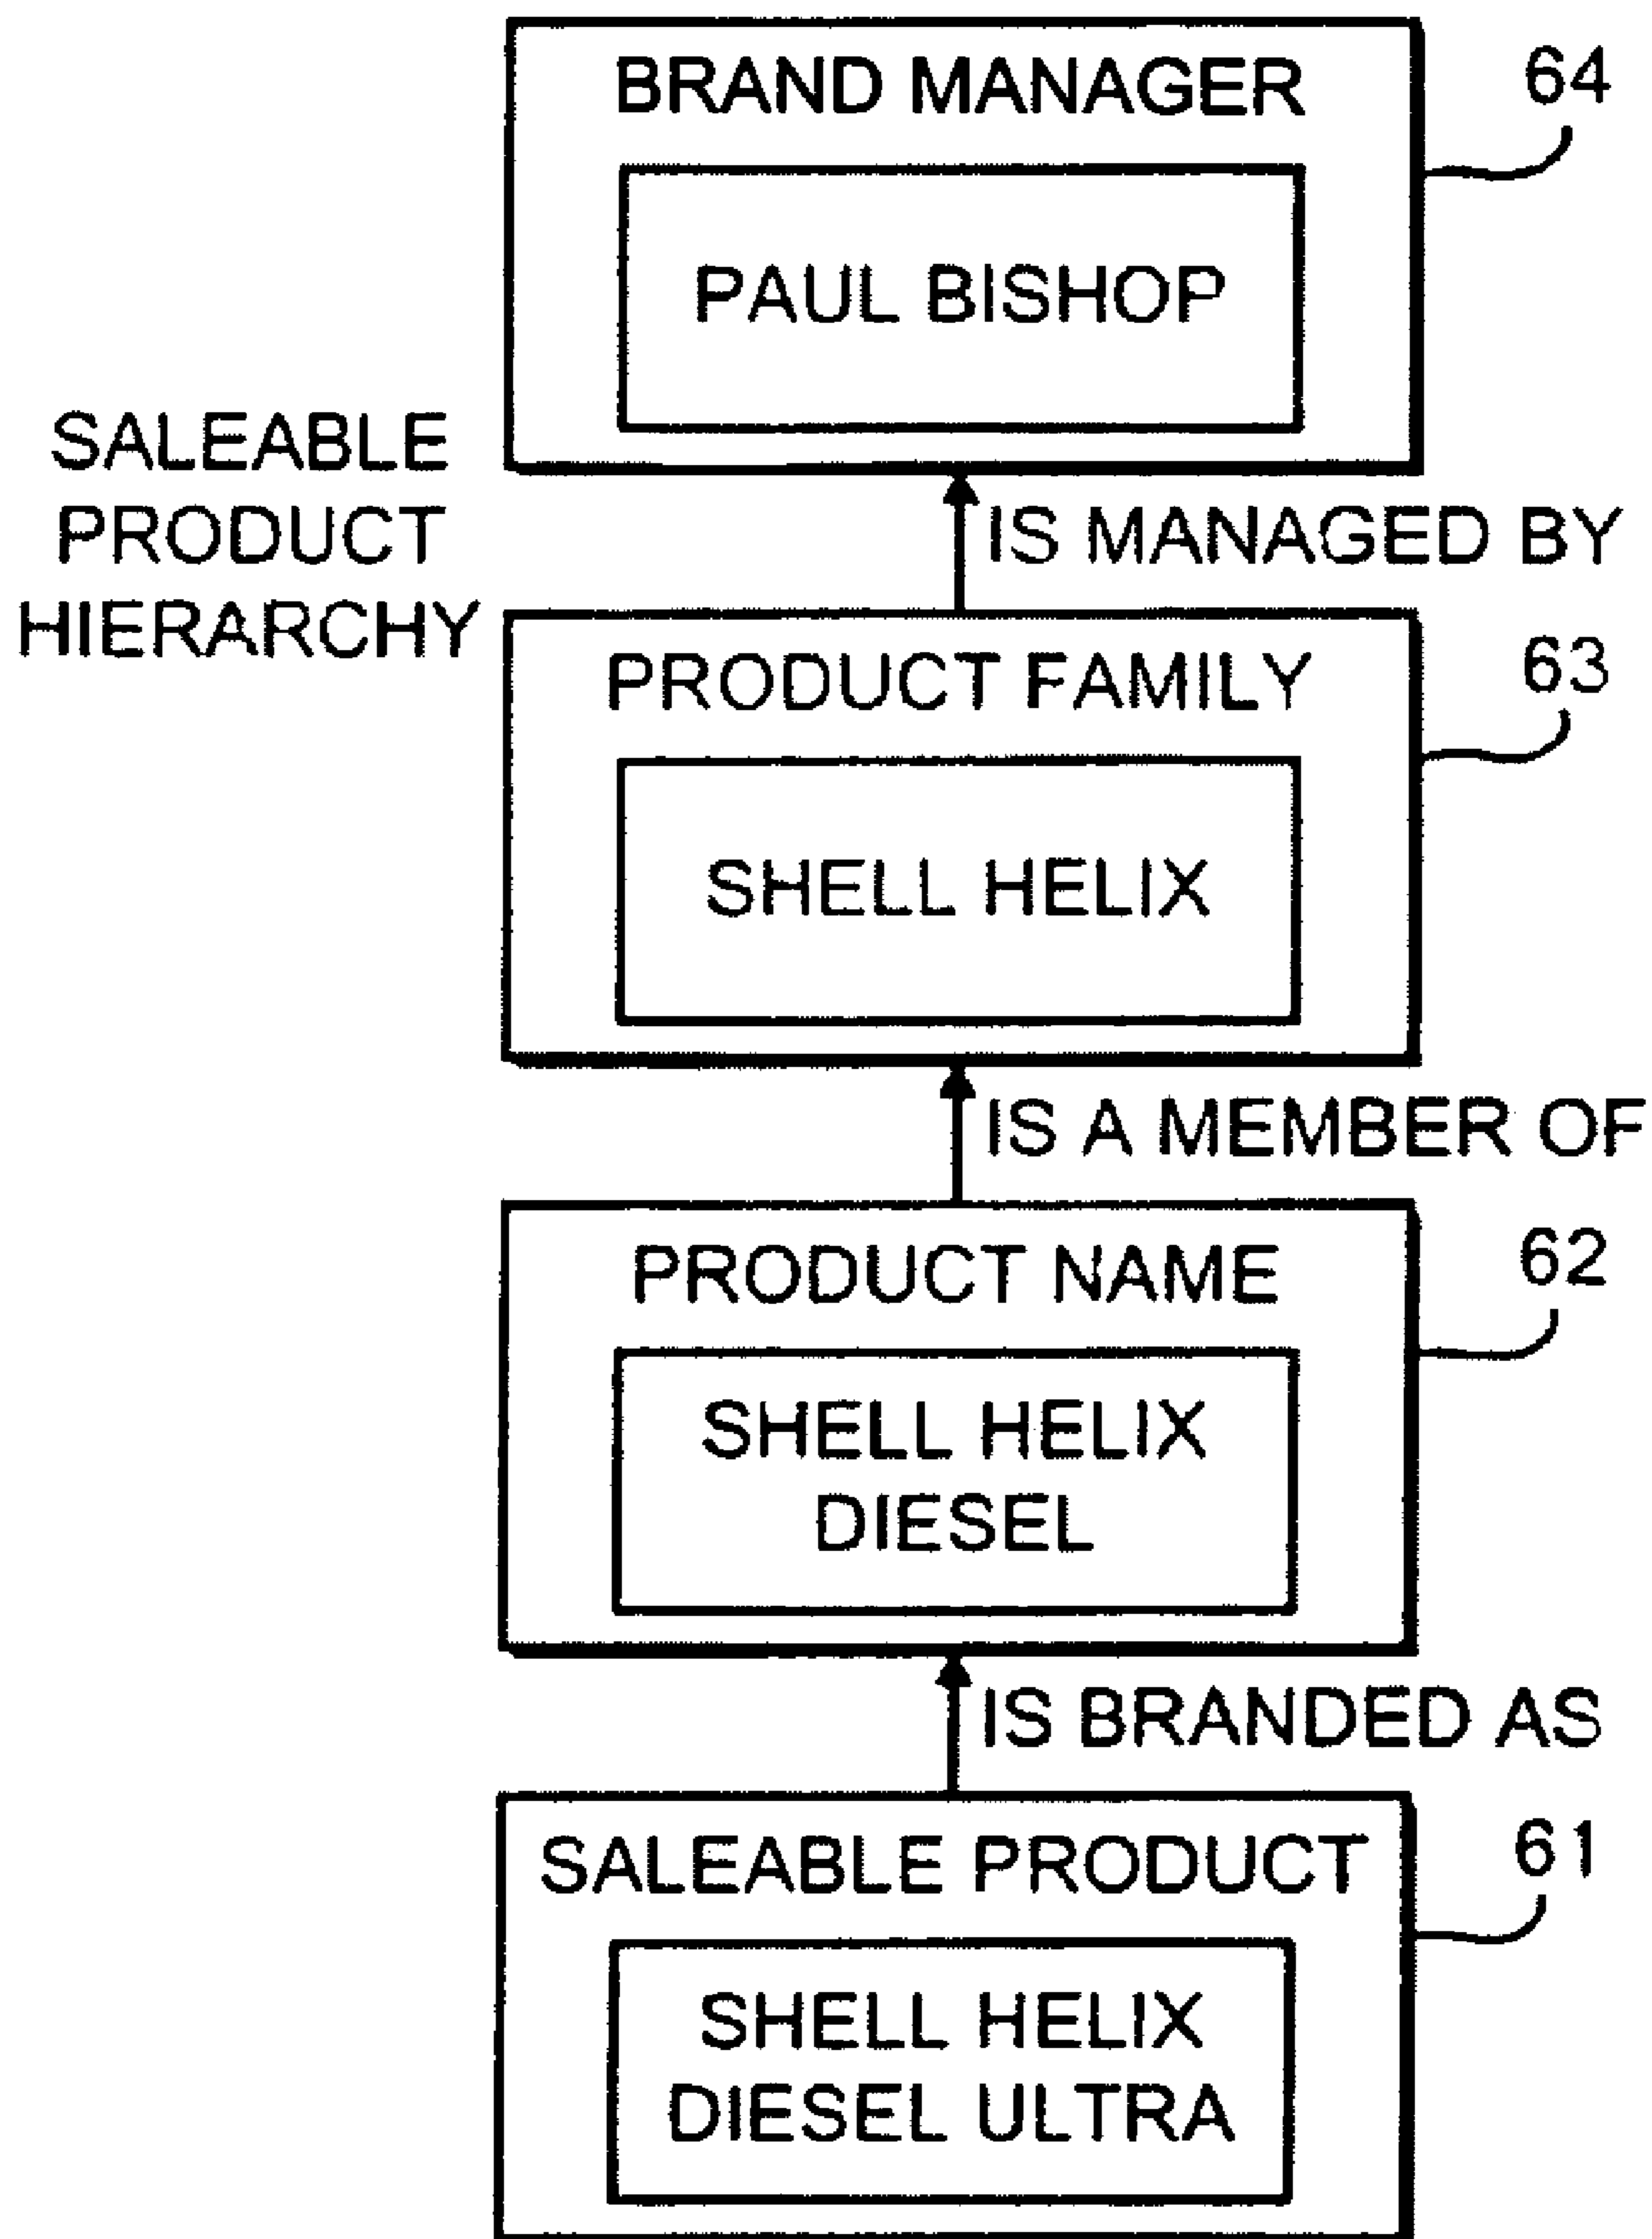 BRAND MANAGER
64
PAUL BISHOP
SALEABLE
PRODUCT
HIERARCHY
IS MANAGED BY
PRODUCT FAMILY
63
SHELL HELIX
IS A MEMBER OF
PRODUCT NAME
62
SHELL HELIX
DIESEL
IS BRANDED AS
SALEABLE PRODUCT
61
SHELL HELIX
DIESEL ULTRA